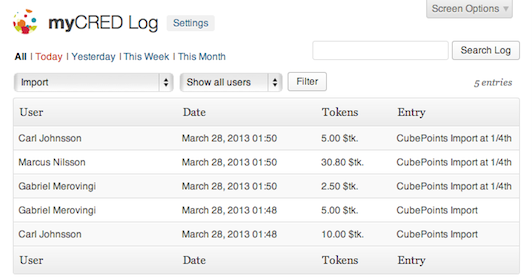 Screen Options
myCRED Log Settings
All | Today | Yesterday | This Week | This Month
Search Log
Import Show all users Filter 5 entries
User Date Tokens Entry
Carl Johnsson March 28, 2013 01:50 5.00 $tk. CubePoints Import at 1/4th
Marcus Nilsson March 28, 2013 01:50 30.80 $tk. CubePoints Import at 1/4th
Gabriel Merovingi March 28, 2013 01:50 2.50 $tk. CubePoints Import at 1/4th
Gabriel Merovingi March 28, 2013 01:48 5.00 $tk. CubePoints Import
Carl Johnsson March 28, 2013 01:48 10.00 $tk. CubePoints Import
User Date Tokens Entry